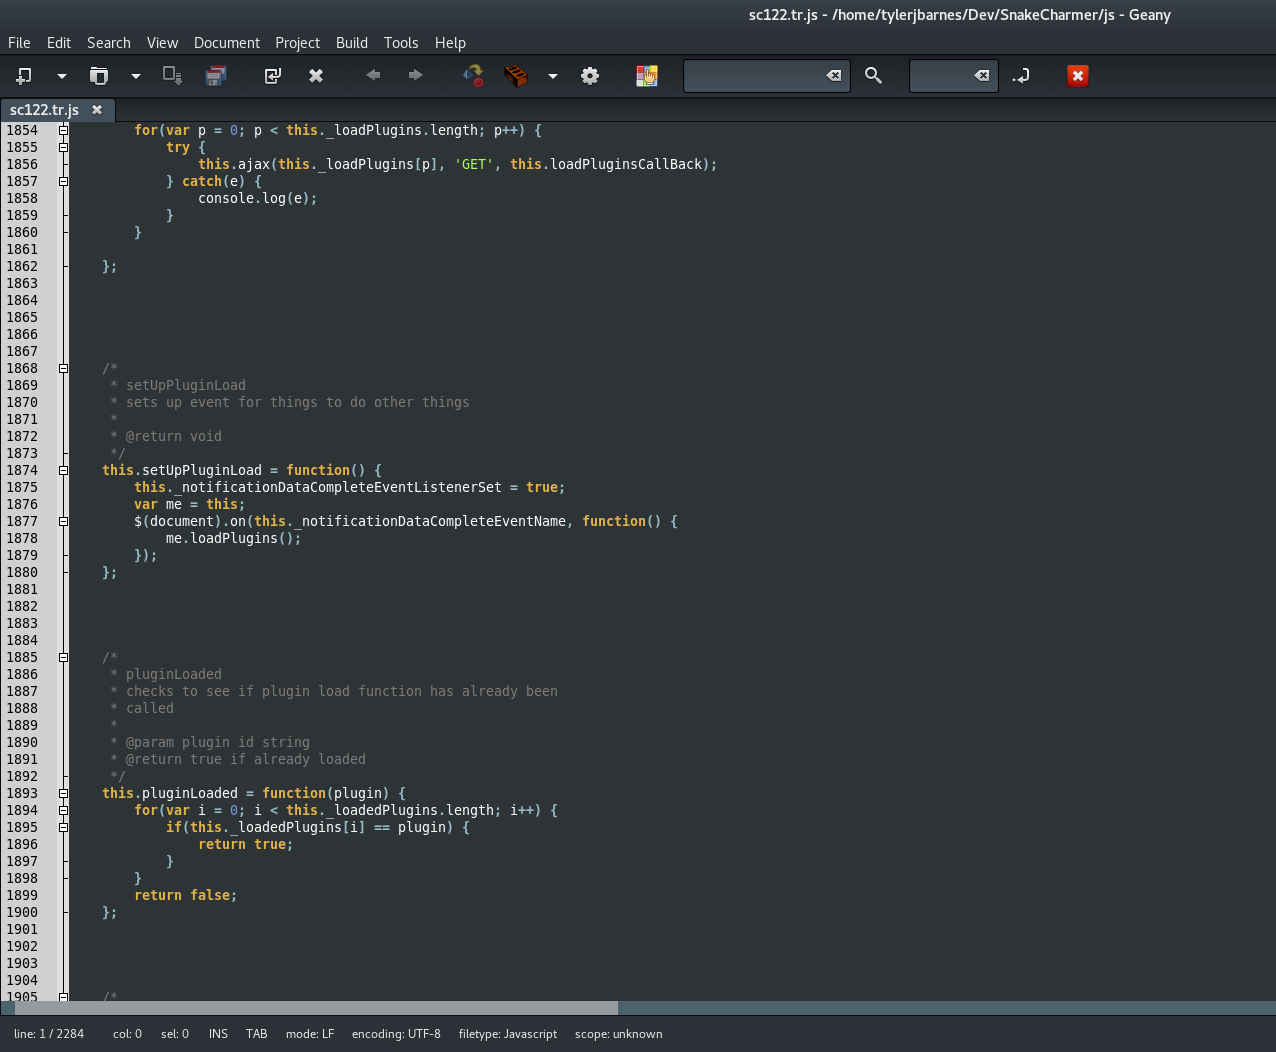 sc122.tr.js - /home/tylerjbarnes/Dev/SnakeCharmer/js - Geany
File Edit Search View Document Project Build Tools Help
sc122.tr.js
1854 for(var p = 0; p < this._loadPlugins.length; p++) {
1855 try {
1856 this.ajax(this._loadPlugins[p], 'GET', this.loadPluginsCallBack);
1857 } catch(e) {
1858 console.log(e);
1859 }
1860 }
1861
1862 };
1863
1864
1865
1866
1867
1868 /*
1869 * setUpPluginLoad
1870 * sets up event for things to do other things
1871 *
1872 * @return void
1873 */
1874 this.setUpPluginLoad = function() {
1875 this._notificationDataCompleteEventListenerSet = true;
1876 var me = this;
1877 $(document).on(this._notificationDataCompleteEventName, function() {
1878 me.loadPlugins();
1879 });
1880 };
1881
1882
1883
1884
1885 /*
1886 * pluginLoaded
1887 * checks to see if plugin load function has already been
1888 * called
1889 *
1890 * @param plugin id string
1891 * @return true if already loaded
1892 */
1893 this.pluginLoaded = function(plugin) {
1894 for(var i = 0; i < this._loadedPlugins.length; i++) {
1895 if(this._loadedPlugins[i] == plugin) {
1896 return true;
1897 }
1898 }
1899 return false;
1900 };
1901
1902
1903
1904
1905 /*
line: 1 / 2284 col: 0 sel: 0 INS TAB mode: LF encoding: UTF-8 filetype: Javascript scope: unknown